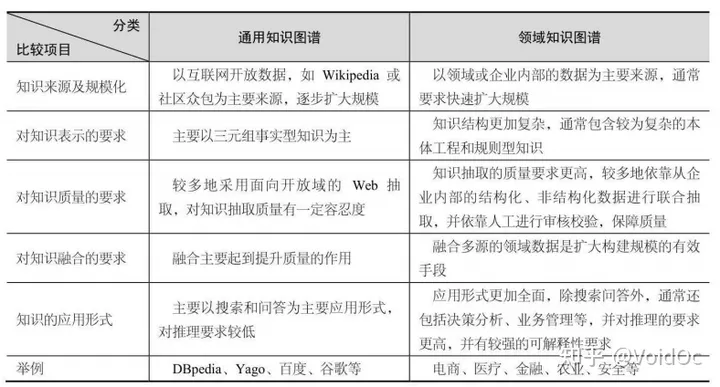 分类
比较项目
通用知识图谱
领域知识图谱
知识来源及规模化
以互联网开放数据，如 Wikipedia 或
社区众包为主要来源，逐步扩大规模
以领域或企业内部的数据为主要来源，通常
要求快速扩大规模
对知识表示的要求
主要以三元组事实型知识为主
知识结构更加复杂，通常包含较为复杂的本
体工程和规则型知识
对知识质量的要求
较多地采用面向开放域的 Web 抽
取，对知识抽取质量有一定容忍度
知识抽取的质量要求更高，较多地依靠从企
业内部的结构化、非结构化数据进行联合抽
取，并依靠人工进行审核校验，保障质量
对知识融合的要求
融合主要起到提升质量的作用
融合多源的领域数据是扩大构建规模的有效
手段
知识的应用形式
主要以搜索和问答为主要应用形式，
对推理要求较低
应用形式更加全面，除搜索问答外，通常还
包括决策分析、业务管理等，并对推理的要求
更高，并有较强的可解释性要求
举例
DBpedia、Yago、百度、谷歌等
电商、医疗、金融、农业、安全等
知乎 @VoidOc